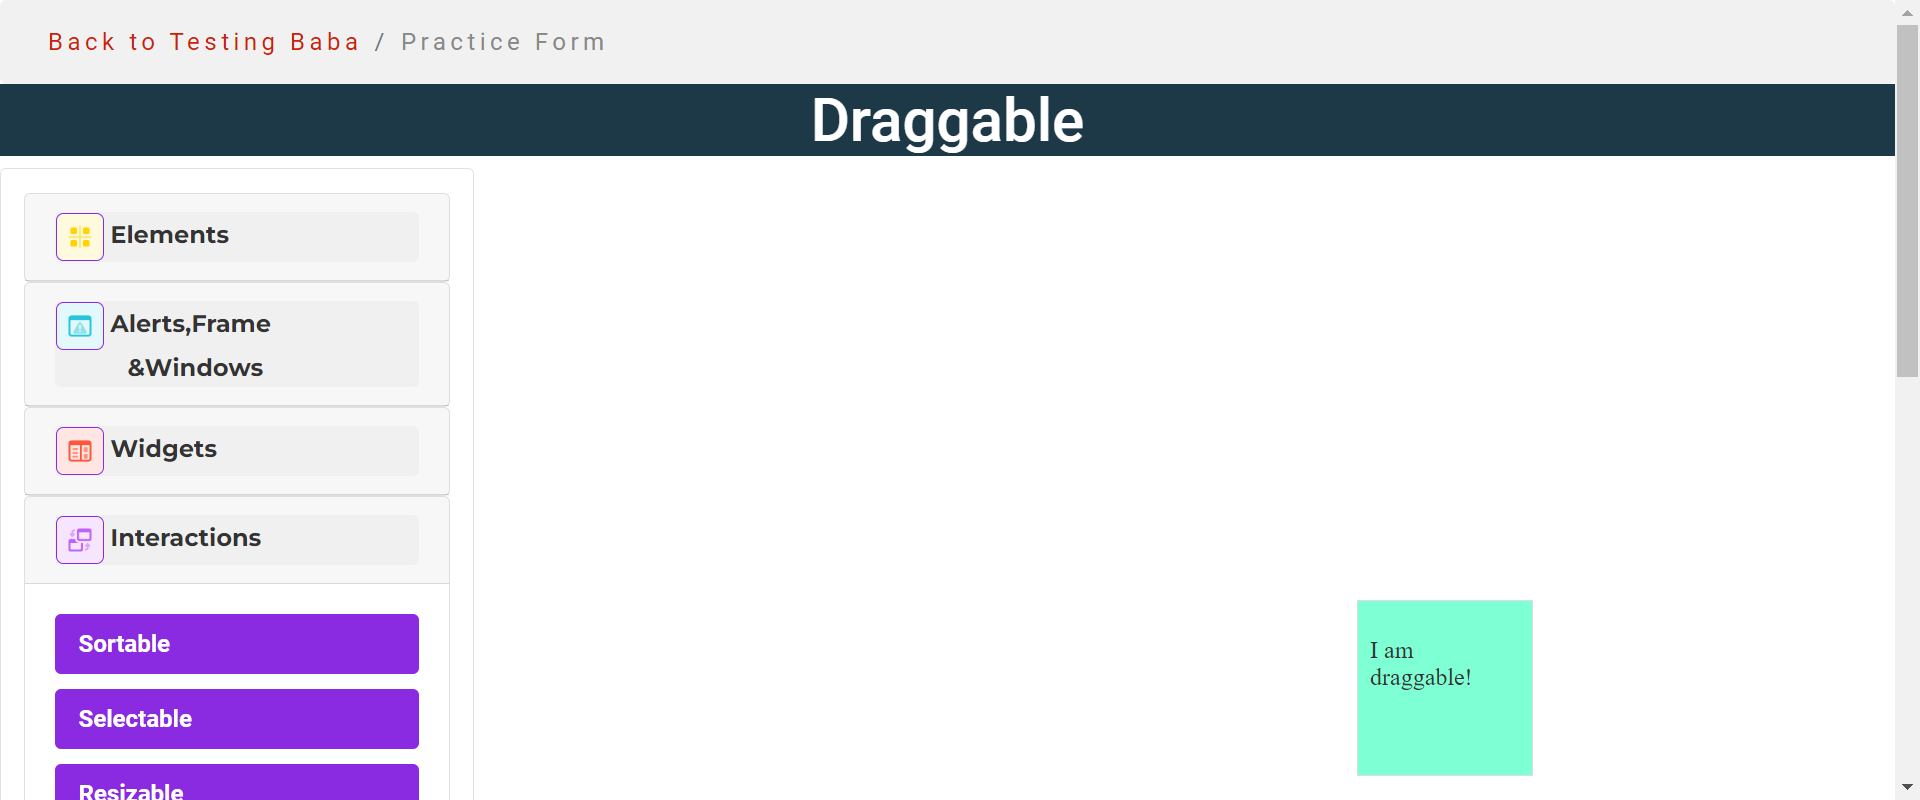 Back to Testing Baba / Practice Form
Draggable
Elements
Alerts,Frame
&Windows
Widgets
Interactions
Sortable
Selectable
Resizable
I am
draggable!